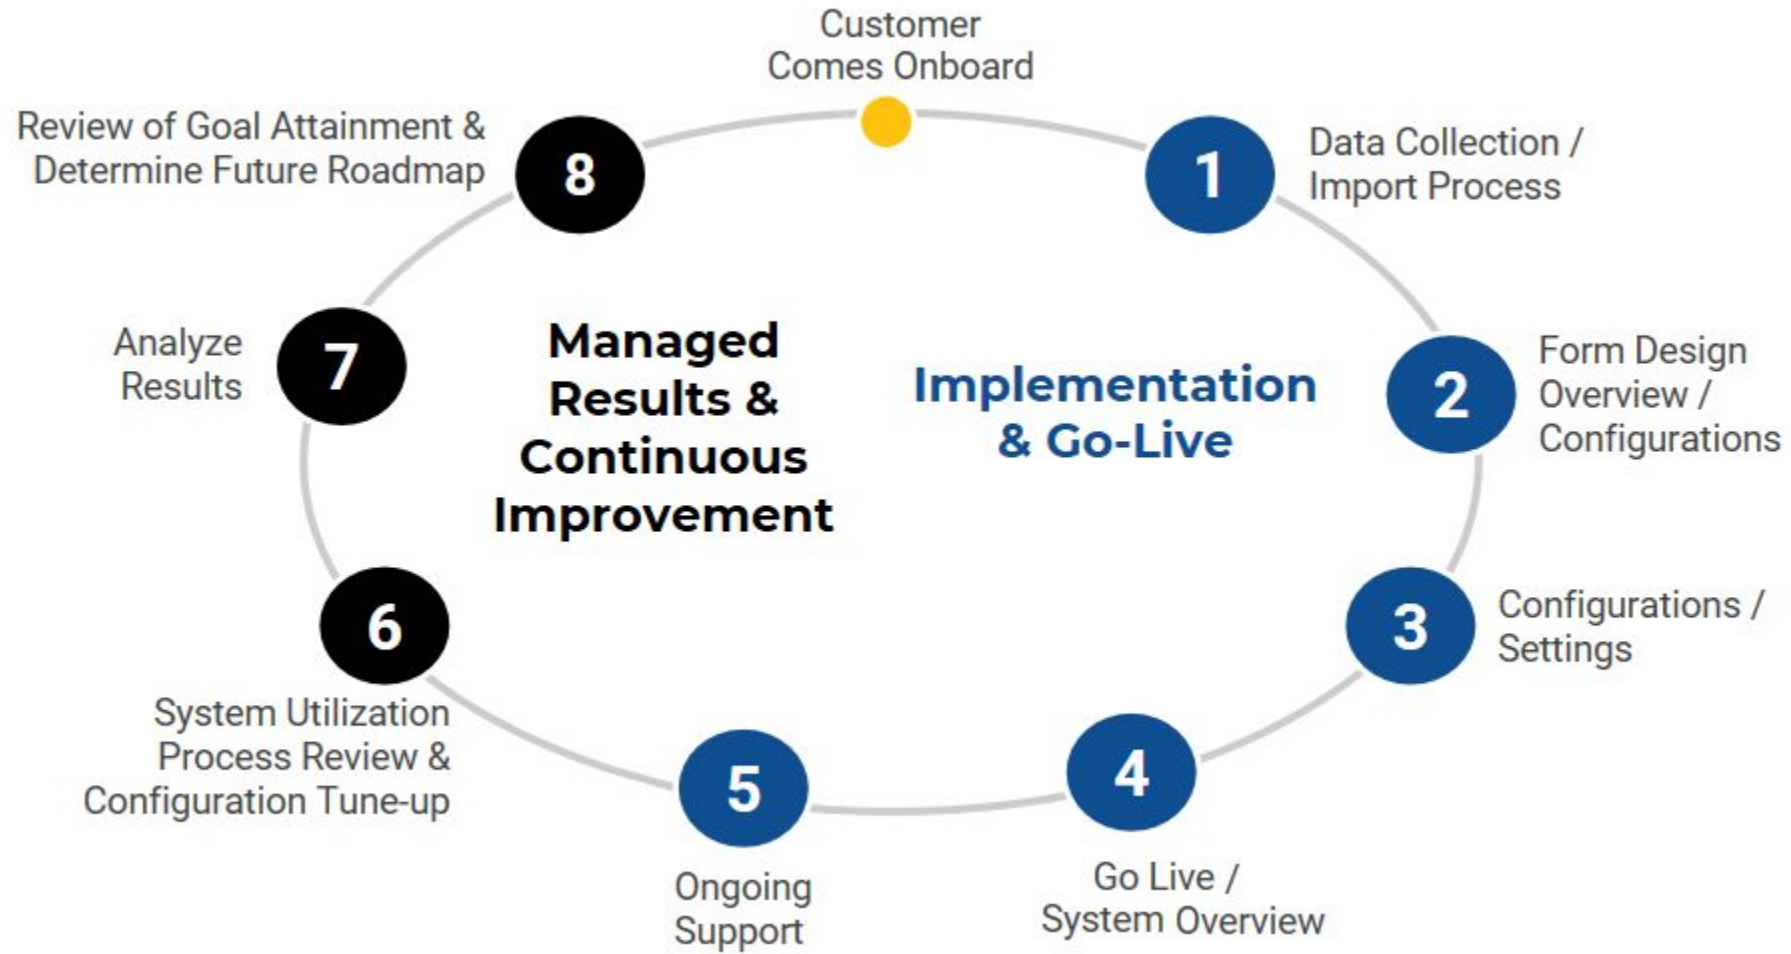 Customer
Comes Onboard
1
Data Collection /
Import Process
2
Form Design
Overview /
Configurations
3
Configurations /
Settings
4
Go Live /
System Overview
5
Ongoing
Support
6
System Utilization
Process Review &
Configuration Tune-up
7
Analyze
Results
8
Review of Goal Attainment &
Determine Future Roadmap
Managed
Results &
Continuous
Improvement
Implementation
& Go-Live